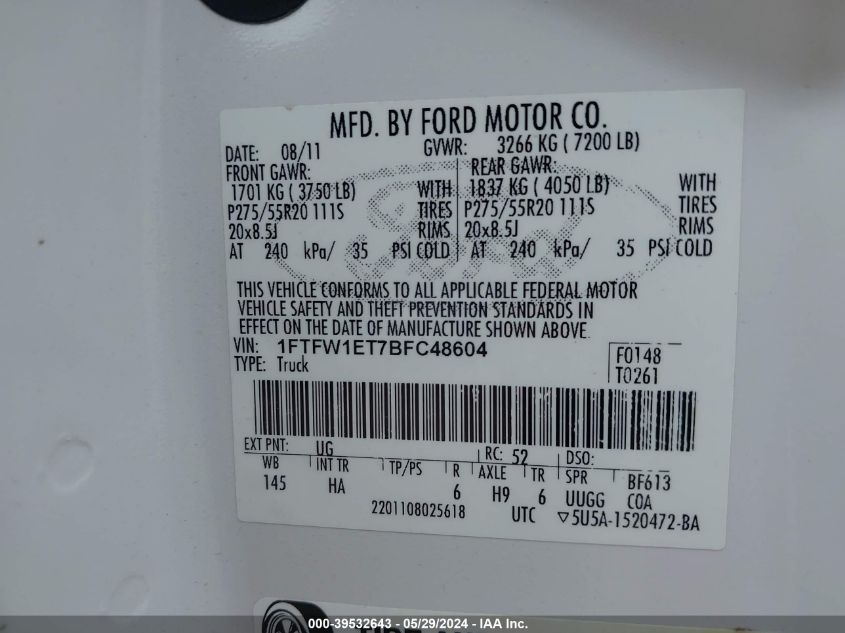 MFD. BY FORD MOTOR CO.
DATE: 08/11 GVWR: 3266 KG ( 7200 LB)
FRONT GAWR: REAR GAWR:
1701 KG ( 3750 LB) WITH 1837 KG ( 4050 LB) WITH
P275/55R20 111S TIRES P275/55R20 111S TIRES
20x8.5J RIMS 20x8.5J RIMS
AT 240 kPa/ 35 PSI COLD AT 240 kPa/ 35 PSI COLD
THIS VEHICLE CONFORMS TO ALL APPLICABLE FEDERAL MOTOR
VEHICLE SAFETY AND THEFT PREVENTION STANDARDS IN
EFFECT ON THE DATE OF MANUFACTURE SHOWN ABOVE.
VIN: 1FTFW1ET7BFC48604 F0148
TYPE: Truck T0261
EXT PNT: UG RC: 52 DSO:
WB INT TR TP/PS R AXLE TR SPR BF613
145 HA 6 H9 6 UUGG COA
2201108025618 UTC ▽5U5A-1520472-BA
000-39532643 - 05/29/2024 - IAA Inc.